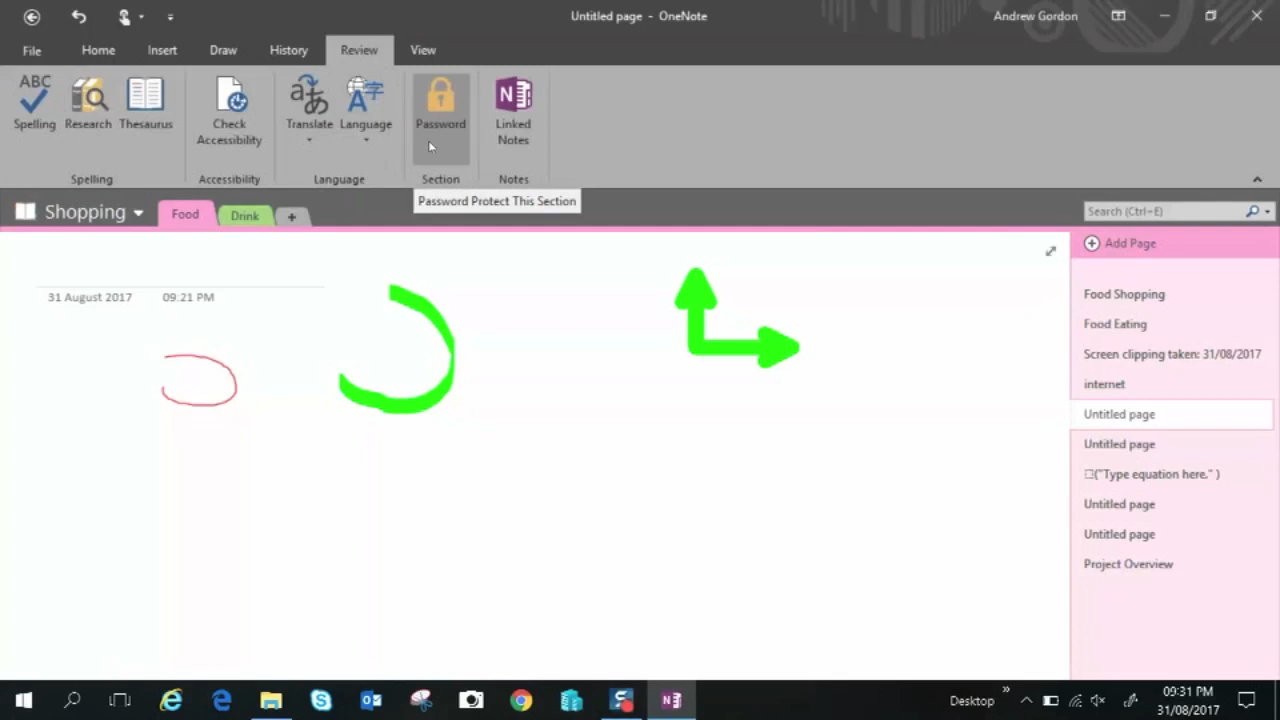 Untitled page - OneNote
Andrew Gordon
File
Home
Insert
Draw
History
Review
View
ABC
Spelling
Research
Thesaurus
Check
Accessibility
Translate
Language
Password
N
Linked
Notes
Spelling
Accessibility
Language
Section
Notes
Password Protect This Section
Shopping
Food
Drink
Search (Ctrl+E)
Add Page
31 August 2017
09:21 PM
Food Shopping
Food Eating
Screen clipping taken: 31/08/2017
internet
Untitled page
Untitled page
("Type equation here." )
Untitled page
Untitled page
Project Overview
Desktop
09:31 PM
31/08/2017